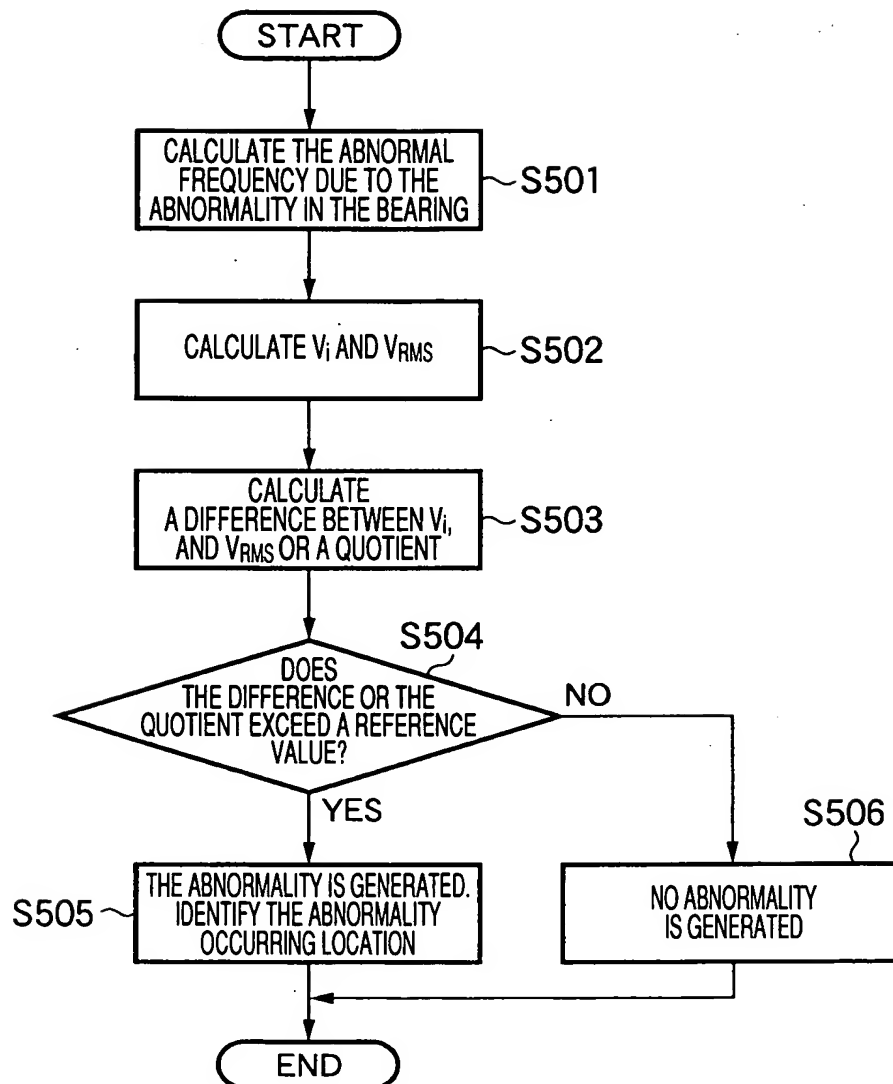 START
CALCULATE THE ABNORMAL
FREQUENCY DUE TO THE
ABNORMALITY IN THE BEARING
S501
CALCULATE Vi AND VRMS
S502
CALCULATE
A DIFFERENCE BETWEEN Vi,
AND VRMS OR A QUOTIENT
S503
S504
DOES
THE DIFFERENCE OR THE
QUOTIENT EXCEED A REFERENCE
VALUE?
NO
YES
S506
S505
THE ABNORMALITY IS GENERATED.
IDENTIFY THE ABNORMALITY
OCCURRING LOCATION
NO ABNORMALITY
IS GENERATED
END